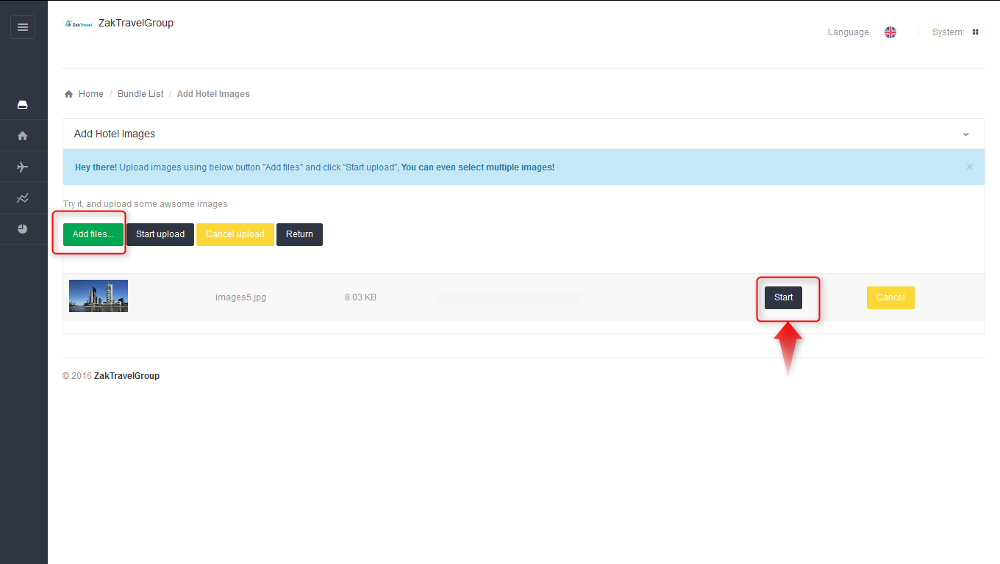 ZakTravel ZakTravelGroup
Language
System:
Home / Bundle List / Add Hotel Images
Add Hotel Images
Hey there! Upload images using below button "Add files" and click "Start upload", You can even select multiple images!
×
Try it, and upload some awsome images
Add files... Start upload Cancel upload Return
images5.jpg 8.03 KB Start Cancel
© 2016 ZakTravelGroup